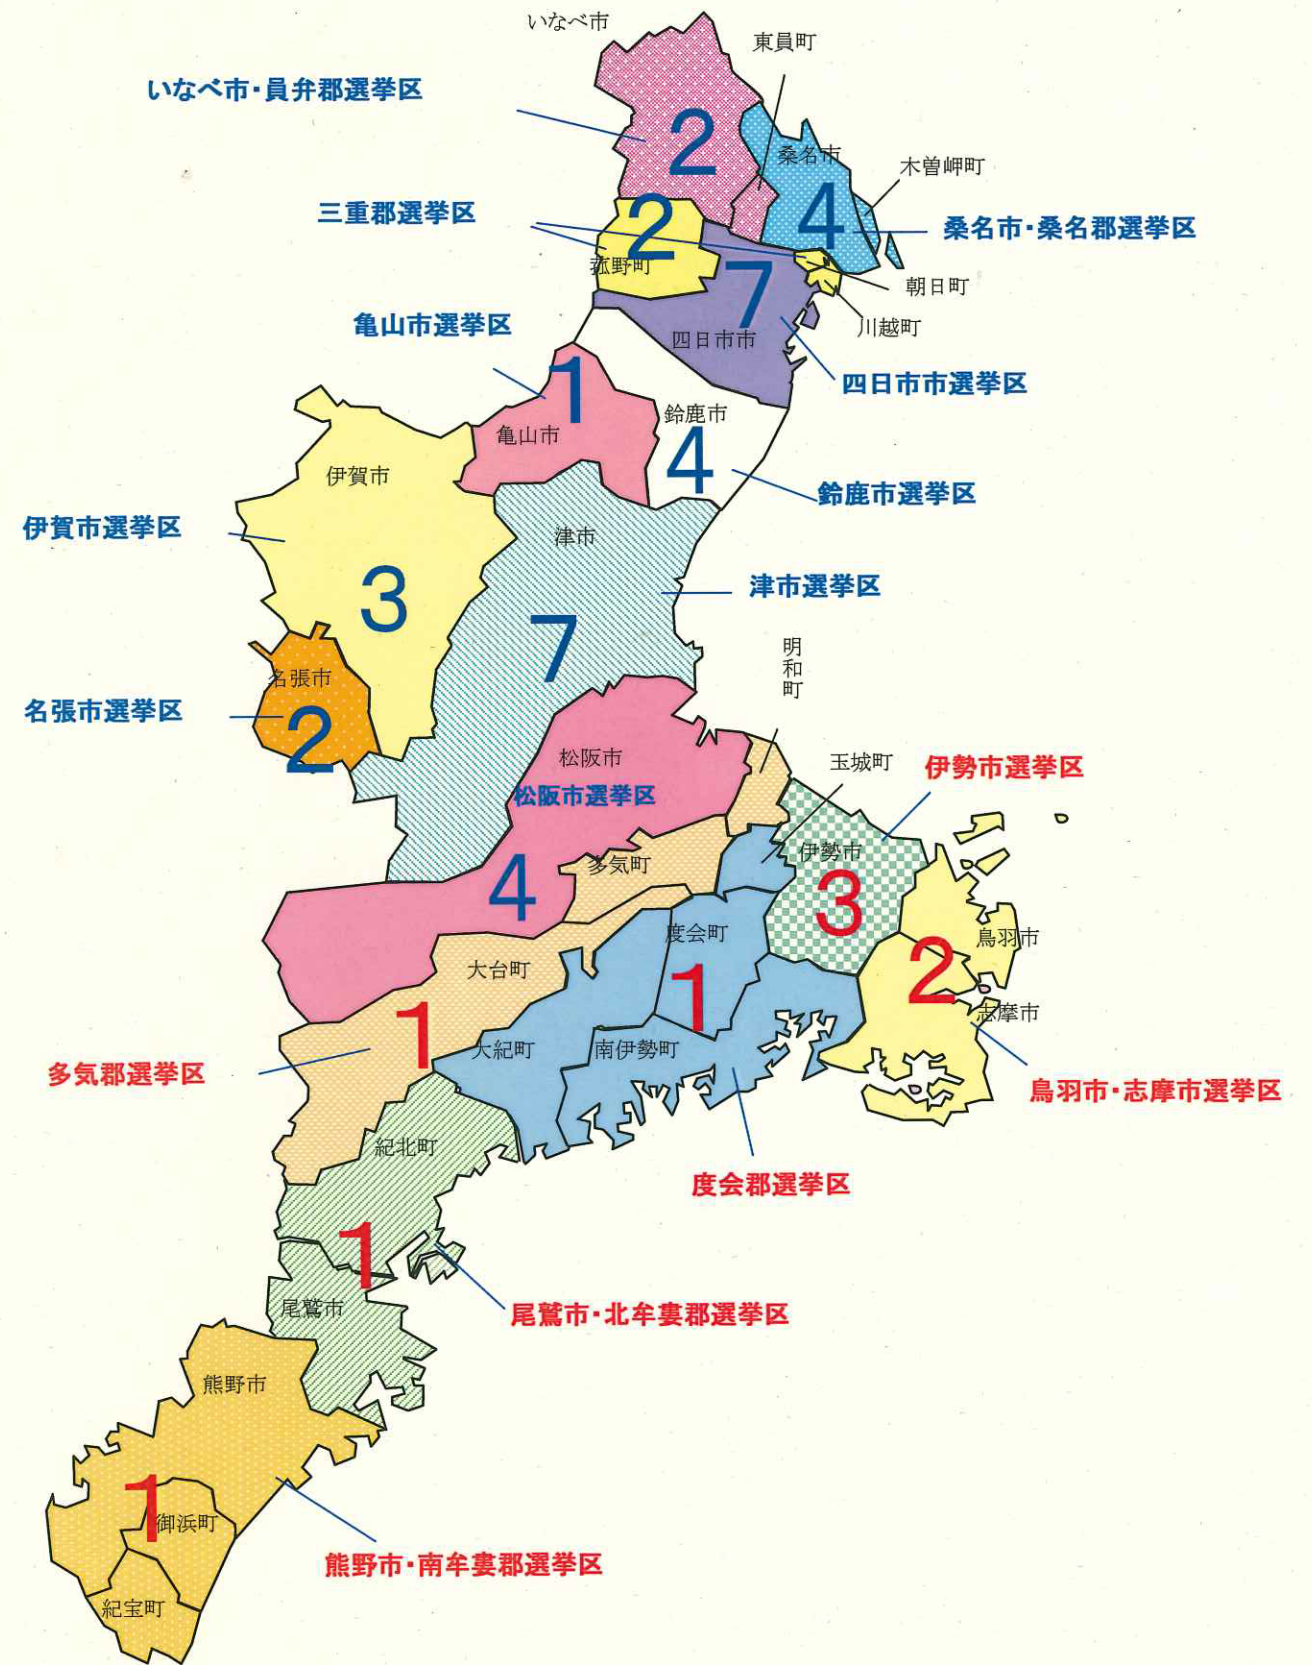 いなべ市
東員町
いなべ市・員弁郡選挙区
2
桑名市
木曽岬町
三重郡選挙区
2
4
桑名市・桑名郡選挙区
菰野町
7
朝日町
川越町
亀山市選挙区
四日市市
1
四日市市選挙区
鈴鹿市
亀山市
4
伊賀市
鈴鹿市選挙区
伊賀市選挙区
津市
3
津市選挙区
7
明和町
名張市
名張市選挙区
2
松阪市
玉城町
伊勢市選挙区
松阪市選挙区
伊勢市
多気町
4
3
度会町
鳥羽市
大台町
2
1
志摩市
1
大紀町
南伊勢町
多気郡選挙区
鳥羽市・志摩市選挙区
紀北町
度会郡選挙区
1
尾鷲市
尾鷲市・北牟婁郡選挙区
熊野市
1
御浜町
熊野市・南牟婁郡選挙区
紀宝町